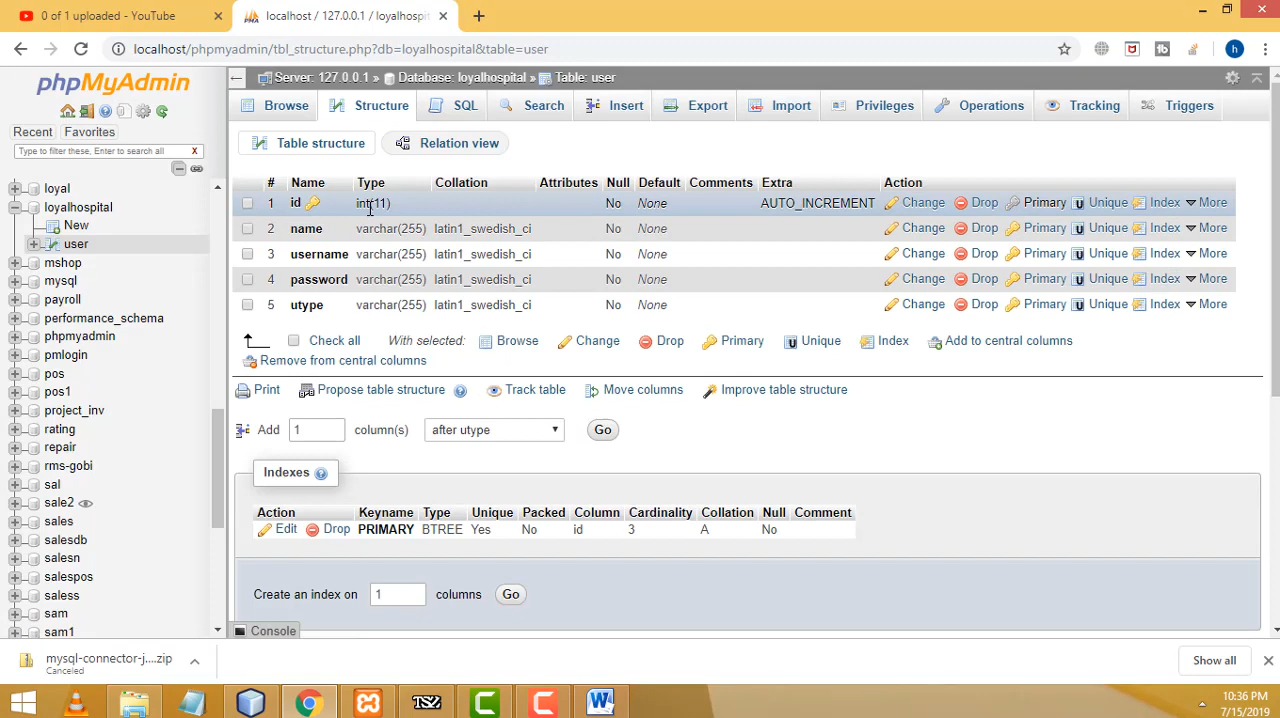 0 of 1 uploaded - YouTube
localhost / 127.0.0.1 / loyalhospit
localhost/phpmyadmin/tbl_structure.php?db=loyalhospital&table=user
phpMyAdmin
Recent Favorites
Type to filter these, Enter to search all X
loyal
loyalhospital
New
user
mshop
mysql
payroll
performance_schema
phpmyadmin
pmlogin
pos
pos1
project_inv
rating
repair
rms-gobi
sal
sale2
sales
salesdb
salesn
salespos
saless
sam
sam1
Server: 127.0.0.1 » Database: loyalhospital » Table: user
Browse Structure SQL Search Insert Export Import Privileges Operations Tracking Triggers
Table structure Relation view
# Name Type Collation Attributes Null Default Comments Extra Action
1 id int(11) No None AUTO_INCREMENT Change Drop Primary Unique Index More
2 name varchar(255) latin1_swedish_ci No None Change Drop Primary Unique Index More
3 username varchar(255) latin1_swedish_ci No None Change Drop Primary Unique Index More
4 password varchar(255) latin1_swedish_ci No None Change Drop Primary Unique Index More
5 utype varchar(255) latin1_swedish_ci No None Change Drop Primary Unique Index More
Check all With selected: Browse Change Drop Primary Unique Index Add to central columns
Remove from central columns
Print Propose table structure Track table Move columns Improve table structure
Add 1 column(s) after utype Go
Indexes
Action Keyname Type Unique Packed Column Cardinality Collation Null Comment
Edit Drop PRIMARY BTREE Yes No id 3 A No
Create an index on 1 columns Go
Console
mysql-connector-j....zip
Canceled
Show all
10:36 PM
7/15/2019